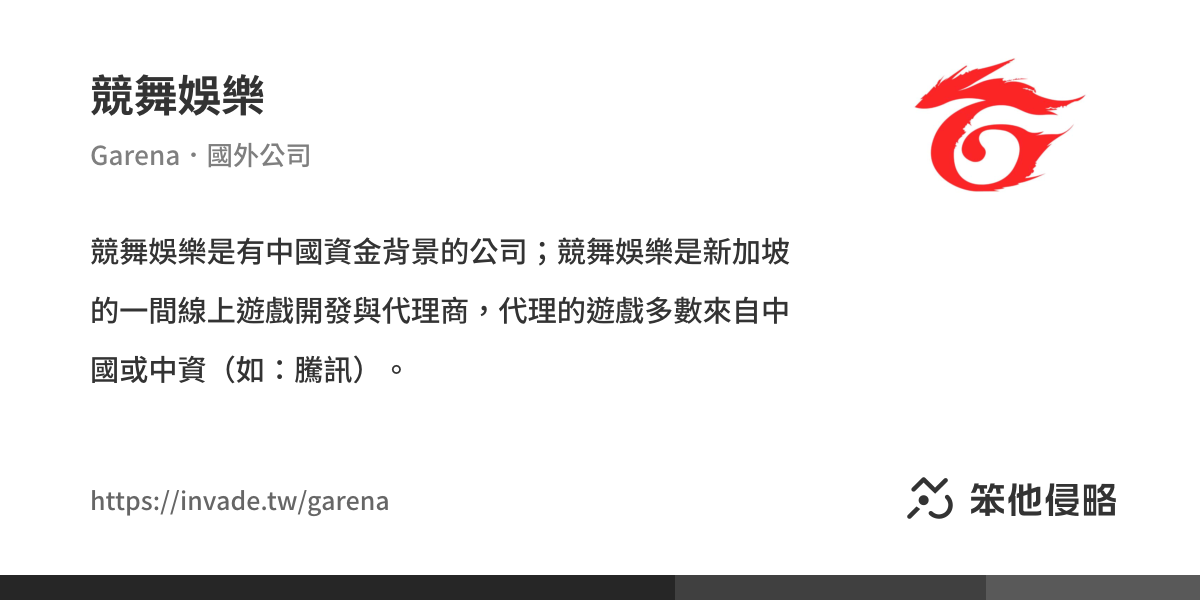 競舞娛樂
Garena・國外公司
競舞娛樂是有中國資金背景的公司；競舞娛樂是新加坡
的一間線上遊戲開發與代理商，代理的遊戲多數來自中
國或中資（如：騰訊）。
https://invade.tw/garena
笨他侵略